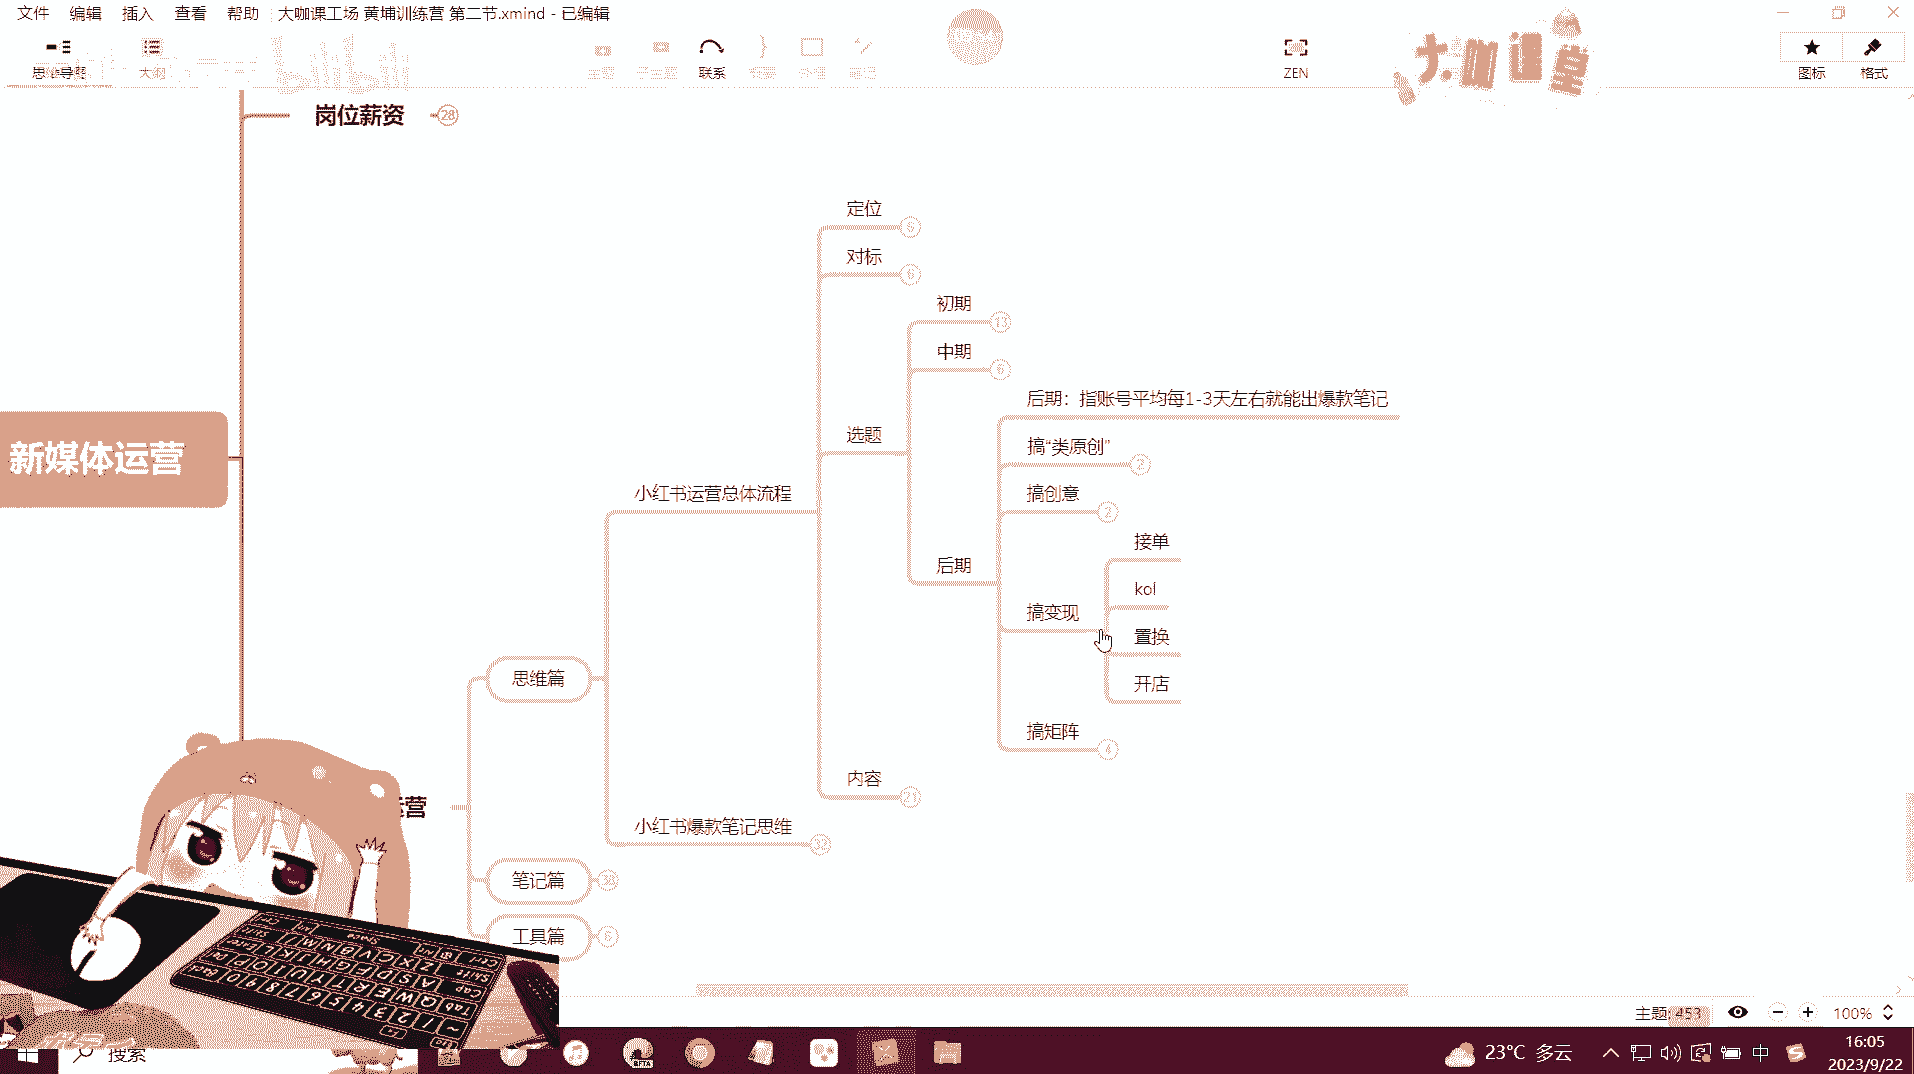 文件 编辑 插入 查看 帮助 大咖课工场 黄埔训练营 第二节.xmind - 已编辑
思维导图 大纲 联系 ZEN 图标 格式
bilibili
大咖课堂
岗位薪资 28
定位
对标 6
初期 13
中期 6
后期：指账号平均每1-3天左右就能出爆款笔记
选题
搞“类原创” 2
新媒体运营
小红书运营总体流程
搞创意 2
接单
后期
kol
搞变现
置换
思维篇
开店
搞矩阵 4
内容 21
运营
小红书爆款笔记思维 32
笔记篇 38
工具篇 6
主题: 453 100%
搜索
BETA
23°C 多云
中
16:05
2023/9/22